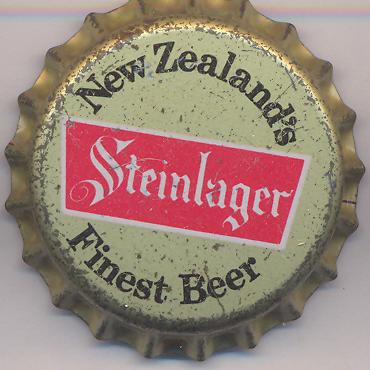 New Zealand's
Steinlager
Finest Beer